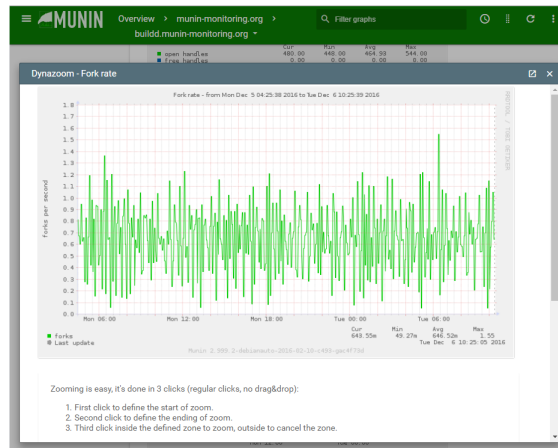 MUNIN
Overview > munin-monitoring.org >
buildd.munin-monitoring.org
Filter graphs
Cur Min Avg Max
open handles 480.00 448.00 464.93 544.00
free handles 0.00 0.00 0.00 0.00
Dynazoom - Fork rate
Fork rate - from Mon Dec 5 04:25:38 2016 to Tue Dec 6 10:25:39 2016
1.8
1.7
1.6
1.5
1.4
1.3
1.2
1.1
1.0
0.9
0.8
0.7
0.6
0.5
0.4
0.3
0.2
0.1
0.0
forks per second
RRDTOOL / TOBI OETIKER
Mon 06:00 Mon 12:00 Mon 18:00 Tue 00:00 Tue 06:00
Cur Min Avg Max
forks 643.55m 49.27m 646.52m 1.55
Last update Tue Dec 6 10:25:05 2016
Zooming is easy, it's done in 3 clicks (regular clicks, no drag&drop):
1. First click to define the start of zoom.
2. Second click to define the ending of zoom.
3. Third click inside the defined zone to zoom, outside to cancel the zone.